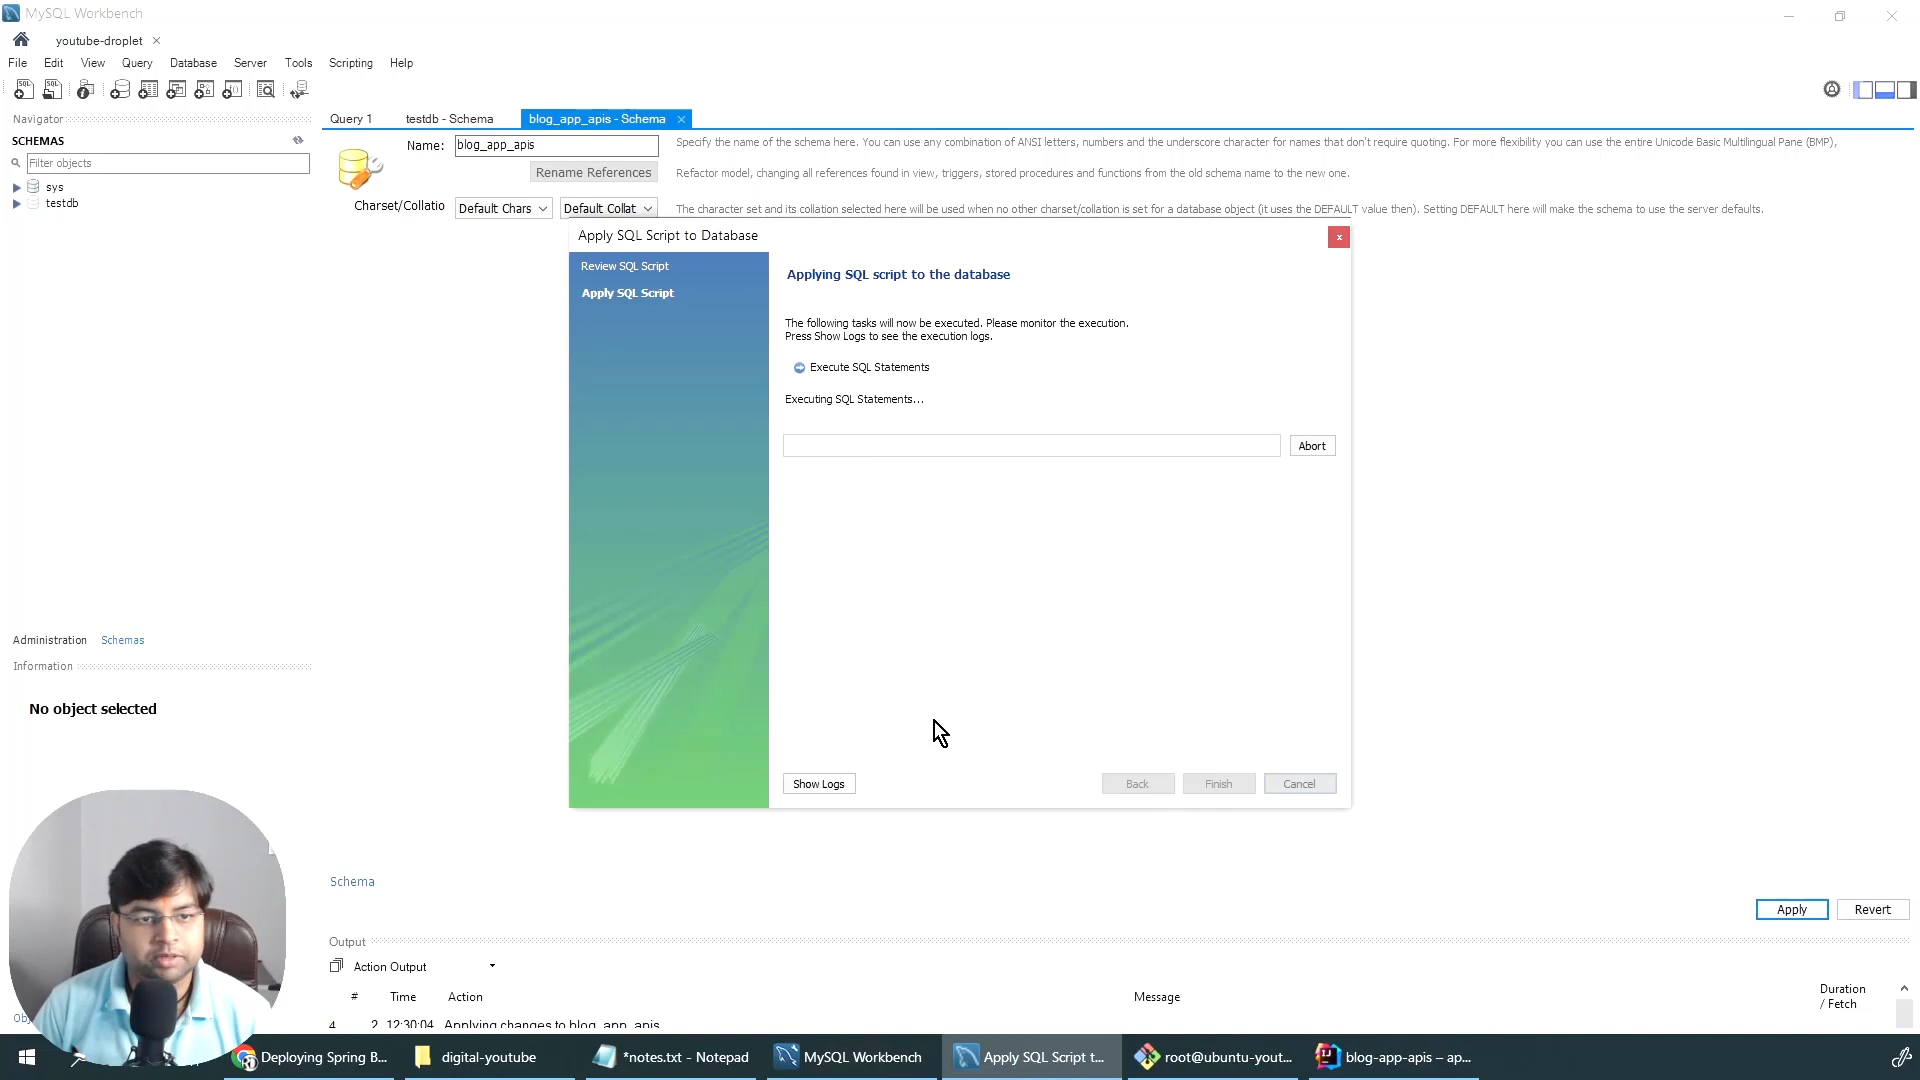 MySQL Workbench
youtube-droplet
File Edit View Query Database Server Tools Scripting Help
Navigator
SCHEMAS
Filter objects
sys
testdb
Query 1 testdb - Schema blog_app_apis - Schema
Name: blog_app_apis
Specify the name of the schema here. You can use any combination of ANSI letters, numbers and the underscore character for names that don't require quoting. For more flexibility you can use the entire Unicode Basic Multilingual Pane (BMP),
Rename References
Refactor model, changing all references found in view, triggers, stored procedures and functions from the old schema name to the new one.
Charset/Collatio Default Chars Default Collat
The character set and its collation selected here will be used when no other charset/collation is set for a database object (it uses the DEFAULT value then). Setting DEFAULT here will make the schema to use the server defaults.
Apply SQL Script to Database
x
Review SQL Script
Apply SQL Script
Applying SQL script to the database
The following tasks will now be executed. Please monitor the execution.
Press Show Logs to see the execution logs.
Execute SQL Statements
Executing SQL Statements...
Abort
Show Logs Back Finish Cancel
Administration Schemas
Information
No object selected
Schema
Apply Revert
Output
Action Output
# Time Action Message Duration
/ Fetch
4 2 12:30:04 Applying changes to blog_app_apis
Deploying Spring B... digital-youtube *notes.txt - Notepad MySQL Workbench Apply SQL Script t... root@ubuntu-yout... blog-app-apis – ap...